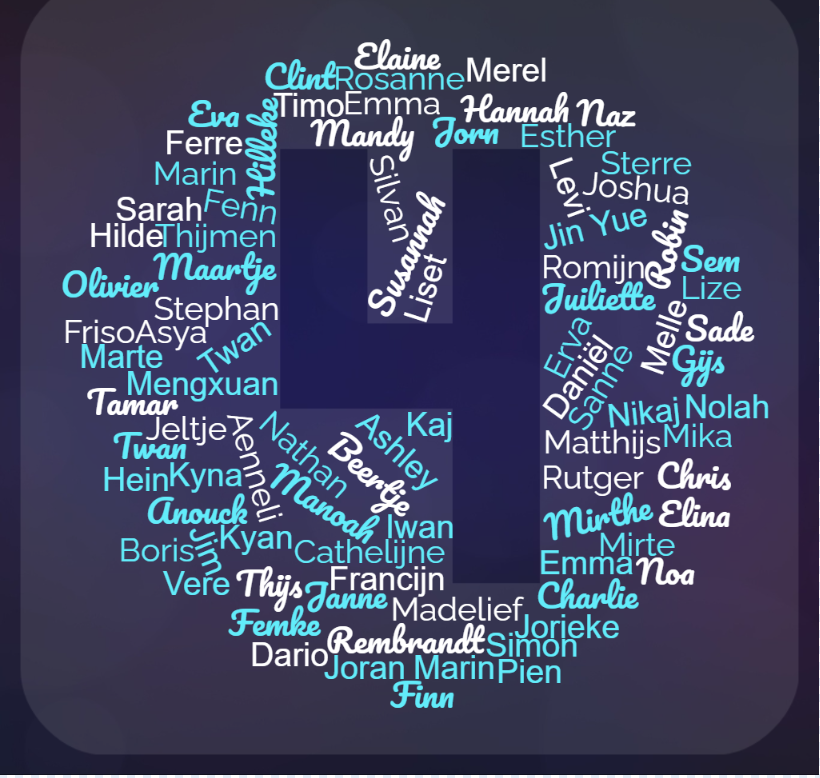 Elaine
Clint
Rosanne
Merel
Timo
Emma
Hannah
Naz
Eva
Hilleke
Mandy
Jorn
Esther
Ferre
Marin
Silvan
Levi
Sterre
Joshua
Sarah
Fenn
Susannah
Jin Yue
Robin
Hilde
Thijmen
Maartje
Liset
Romijn
Sem
Olivier
Juiliette
Lize
Stephan
Friso
Asya
Twan
Erva
Melle
Sade
Marte
Daniël
Gijs
Mengxuan
Sanne
Tamar
Nikaj
Nolah
Jeltje
Aenneli
Nathan
Ashley
Kaj
Twan
Beertje
Matthijs
Mika
Hein
Kyna
Manoah
Rutger
Chris
Anouck
Iwan
Mirthe
Elina
Boris
Jim
Kyan
Cathelijne
Mirte
Vere
Thijs
Francijn
Emma
Noa
Janne
Madelief
Charlie
Femke
Rembrandt
Simon
Jorieke
Dario
Joran
Marin
Pien
Finn
4